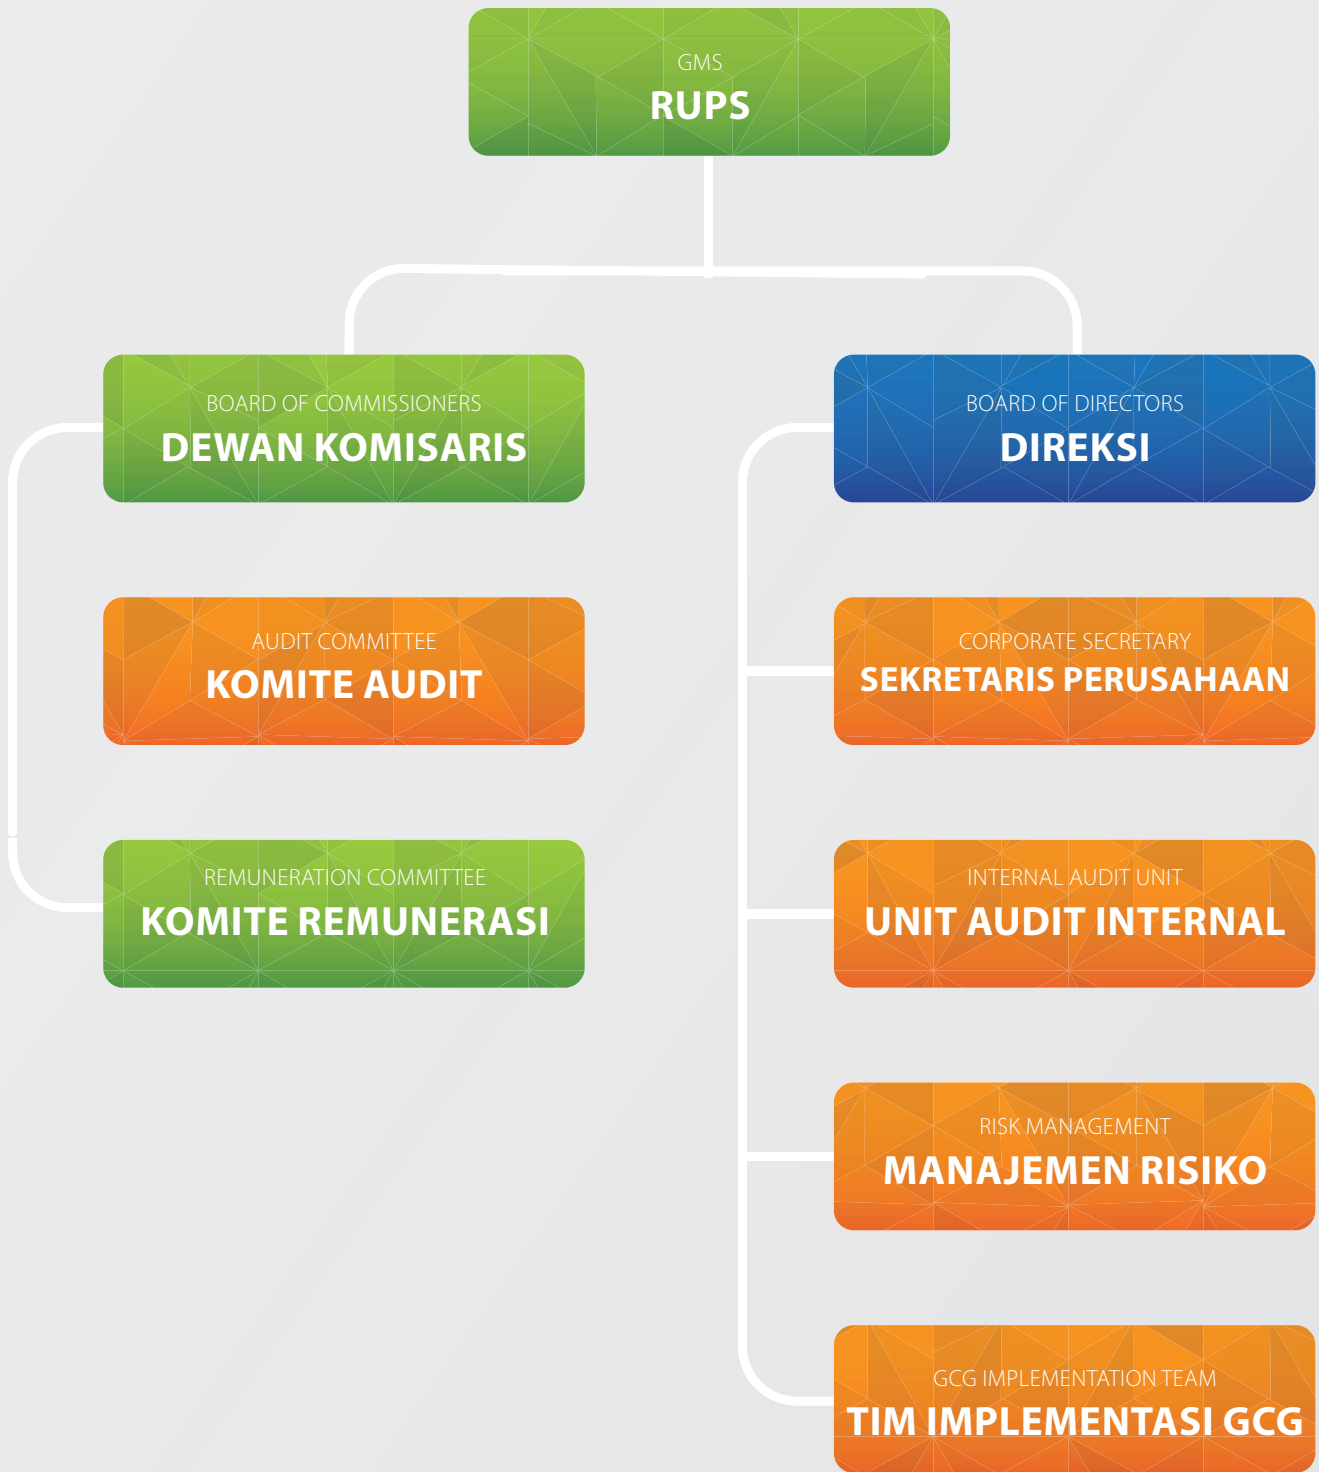 GMS
RUPS
BOARD OF COMMISSIONERS
DEWAN KOMISARIS
BOARD OF DIRECTORS
DIREKSI
AUDIT COMMITTEE
KOMITE AUDIT
CORPORATE SECRETARY
SEKRETARIS PERUSAHAAN
REMUNERATION COMMITTEE
KOMITE REMUNERASI
INTERNAL AUDIT UNIT
UNIT AUDIT INTERNAL
RISK MANAGEMENT
MANAJEMEN RISIKO
GCG IMPLEMENTATION TEAM
TIM IMPLEMENTASI GCG